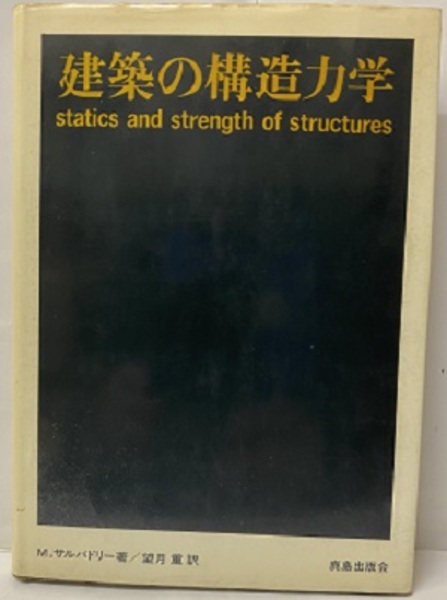 建築の構造力学
statics and strength of structures
M.サルバドリー著/望月 重訳
鹿島出版会